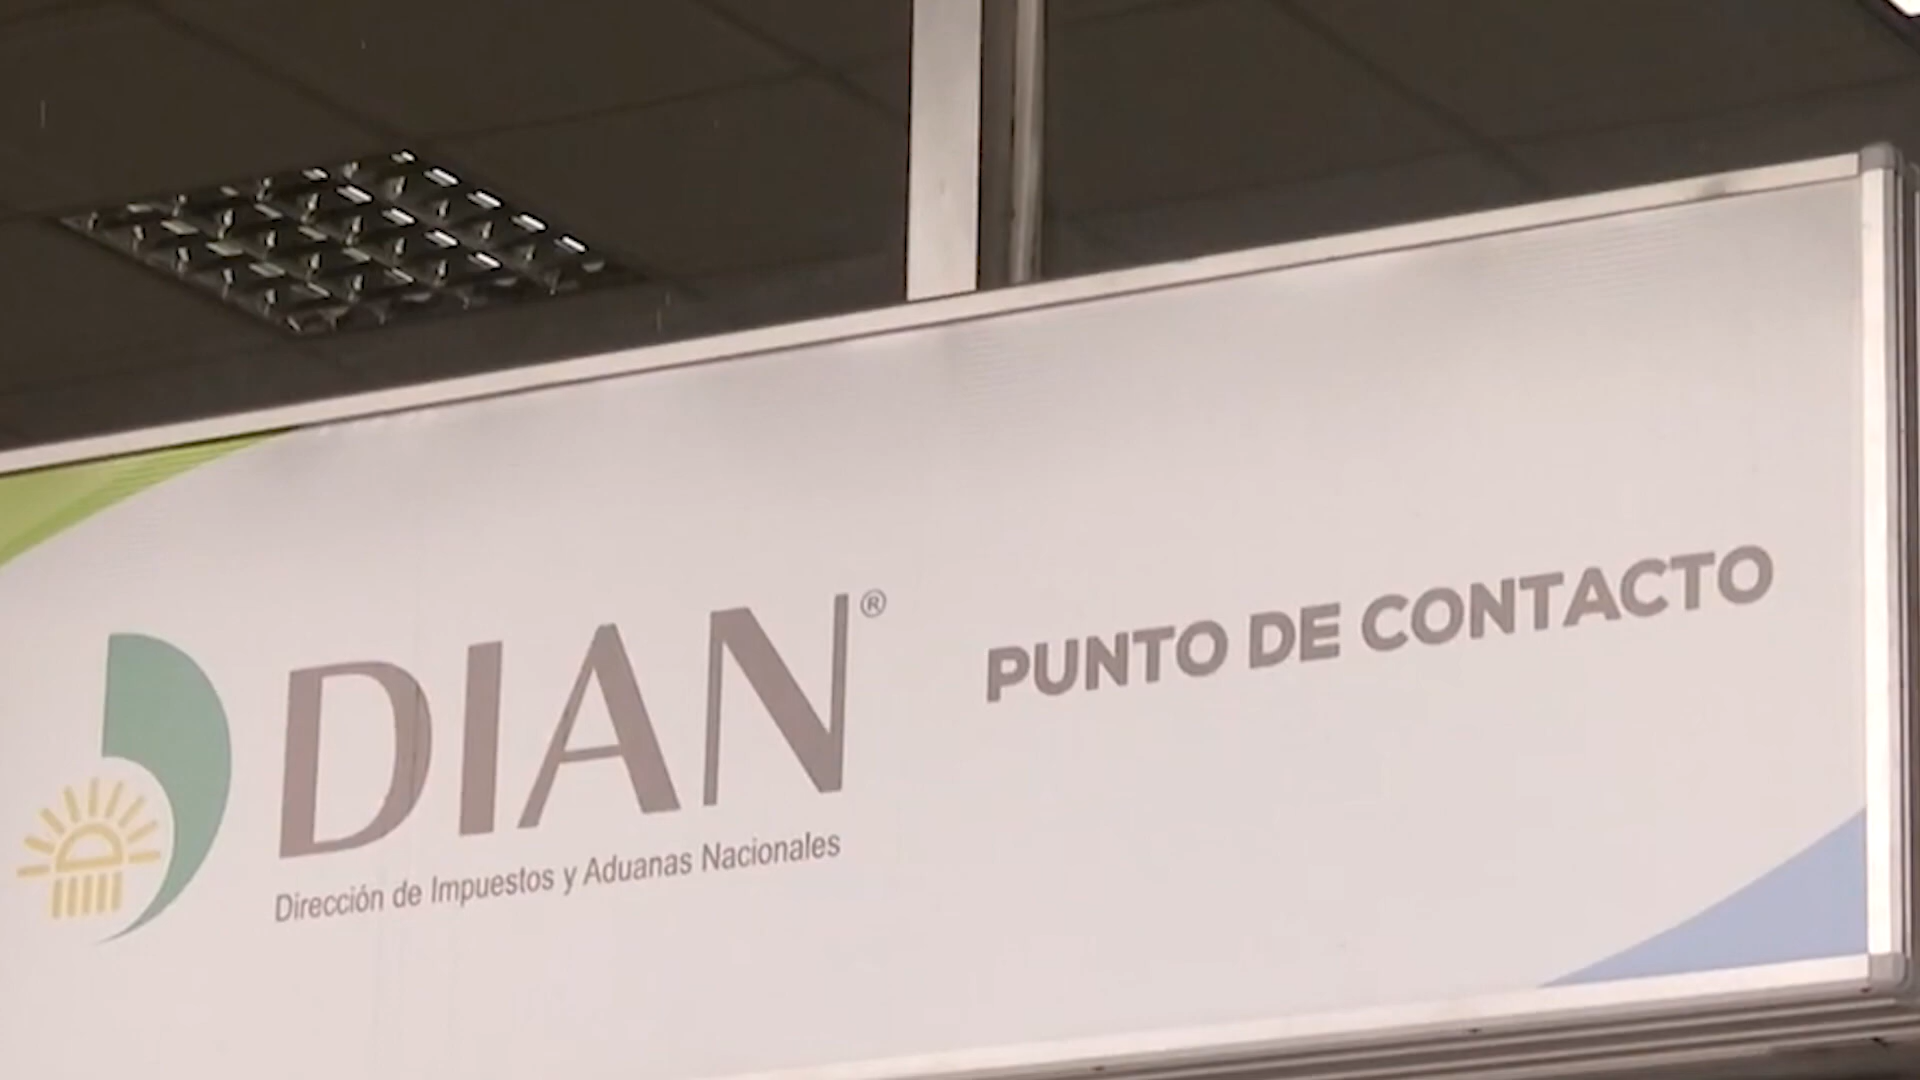 DIAN®
Dirección de Impuestos y Aduanas Nacionales
PUNTO DE CONTACTO